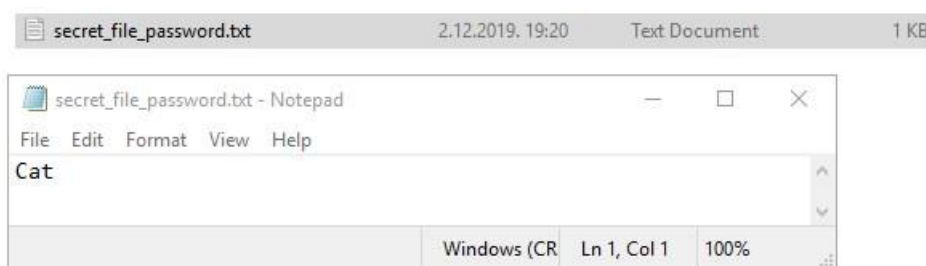 secret_file_password.txt 2.12.2019. 19:20 Text Document 1 KB
secret_file_password.txt - Notepad
File Edit Format View Help
Cat
Windows (CR Ln 1, Col 1 100%